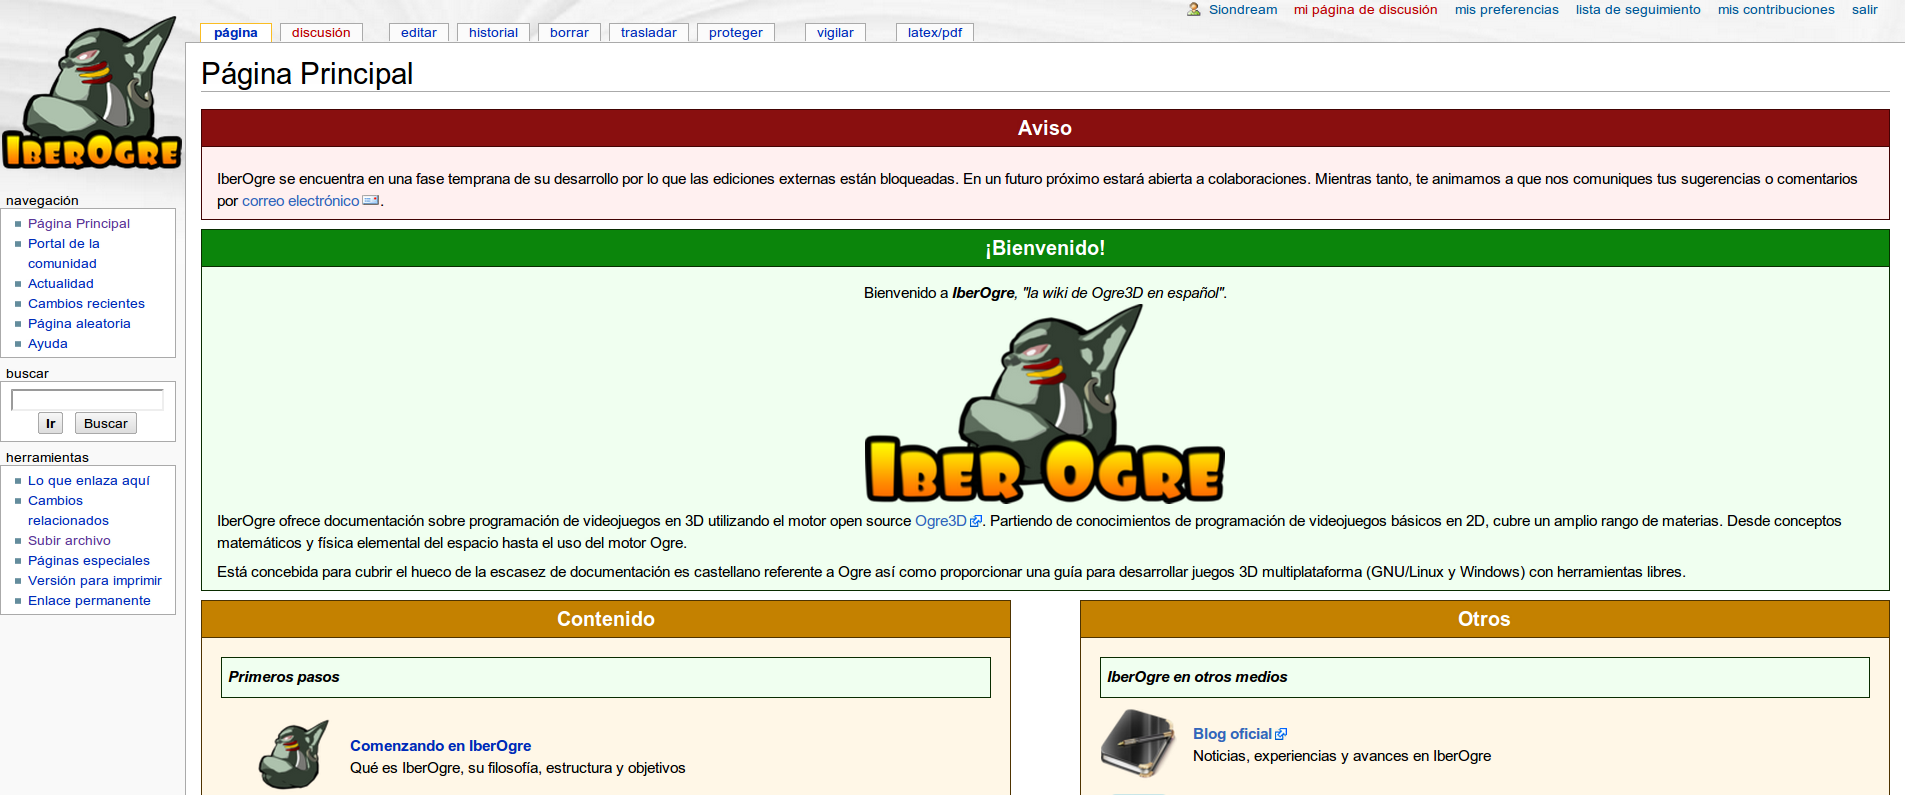 Siondream mi página de discusión mis preferencias lista de seguimiento mis contribuciones salir
página discusión editar historial borrar trasladar proteger vigilar latex/pdf
IBEROGRE
Página Principal
navegación
Página Principal
Portal de la
comunidad
Actualidad
Cambios recientes
Página aleatoria
Ayuda
buscar
Ir Buscar
herramientas
Lo que enlaza aquí
Cambios
relacionados
Subir archivo
Páginas especiales
Versión para imprimir
Enlace permanente
Aviso
IberOgre se encuentra en una fase temprana de su desarrollo por lo que las ediciones externas están bloqueadas. En un futuro próximo estará abierta a colaboraciones. Mientras tanto, te animamos a que nos comuniques tus sugerencias o comentarios
por correo electrónico.
¡Bienvenido!
Bienvenido a IberOgre, "la wiki de Ogre3D en español".
IBER OGRE
IberOgre ofrece documentación sobre programación de videojuegos en 3D utilizando el motor open source Ogre3D. Partiendo de conocimientos de programación de videojuegos básicos en 2D, cubre un amplio rango de materias. Desde conceptos
matemáticos y física elemental del espacio hasta el uso del motor Ogre.
Está concebida para cubrir el hueco de la escasez de documentación es castellano referente a Ogre así como proporcionar una guía para desarrollar juegos 3D multiplataforma (GNU/Linux y Windows) con herramientas libres.
Contenido
Primeros pasos
Comenzando en IberOgre
Qué es IberOgre, su filosofía, estructura y objetivos
Otros
IberOgre en otros medios
Blog oficial
Noticias, experiencias y avances en IberOgre